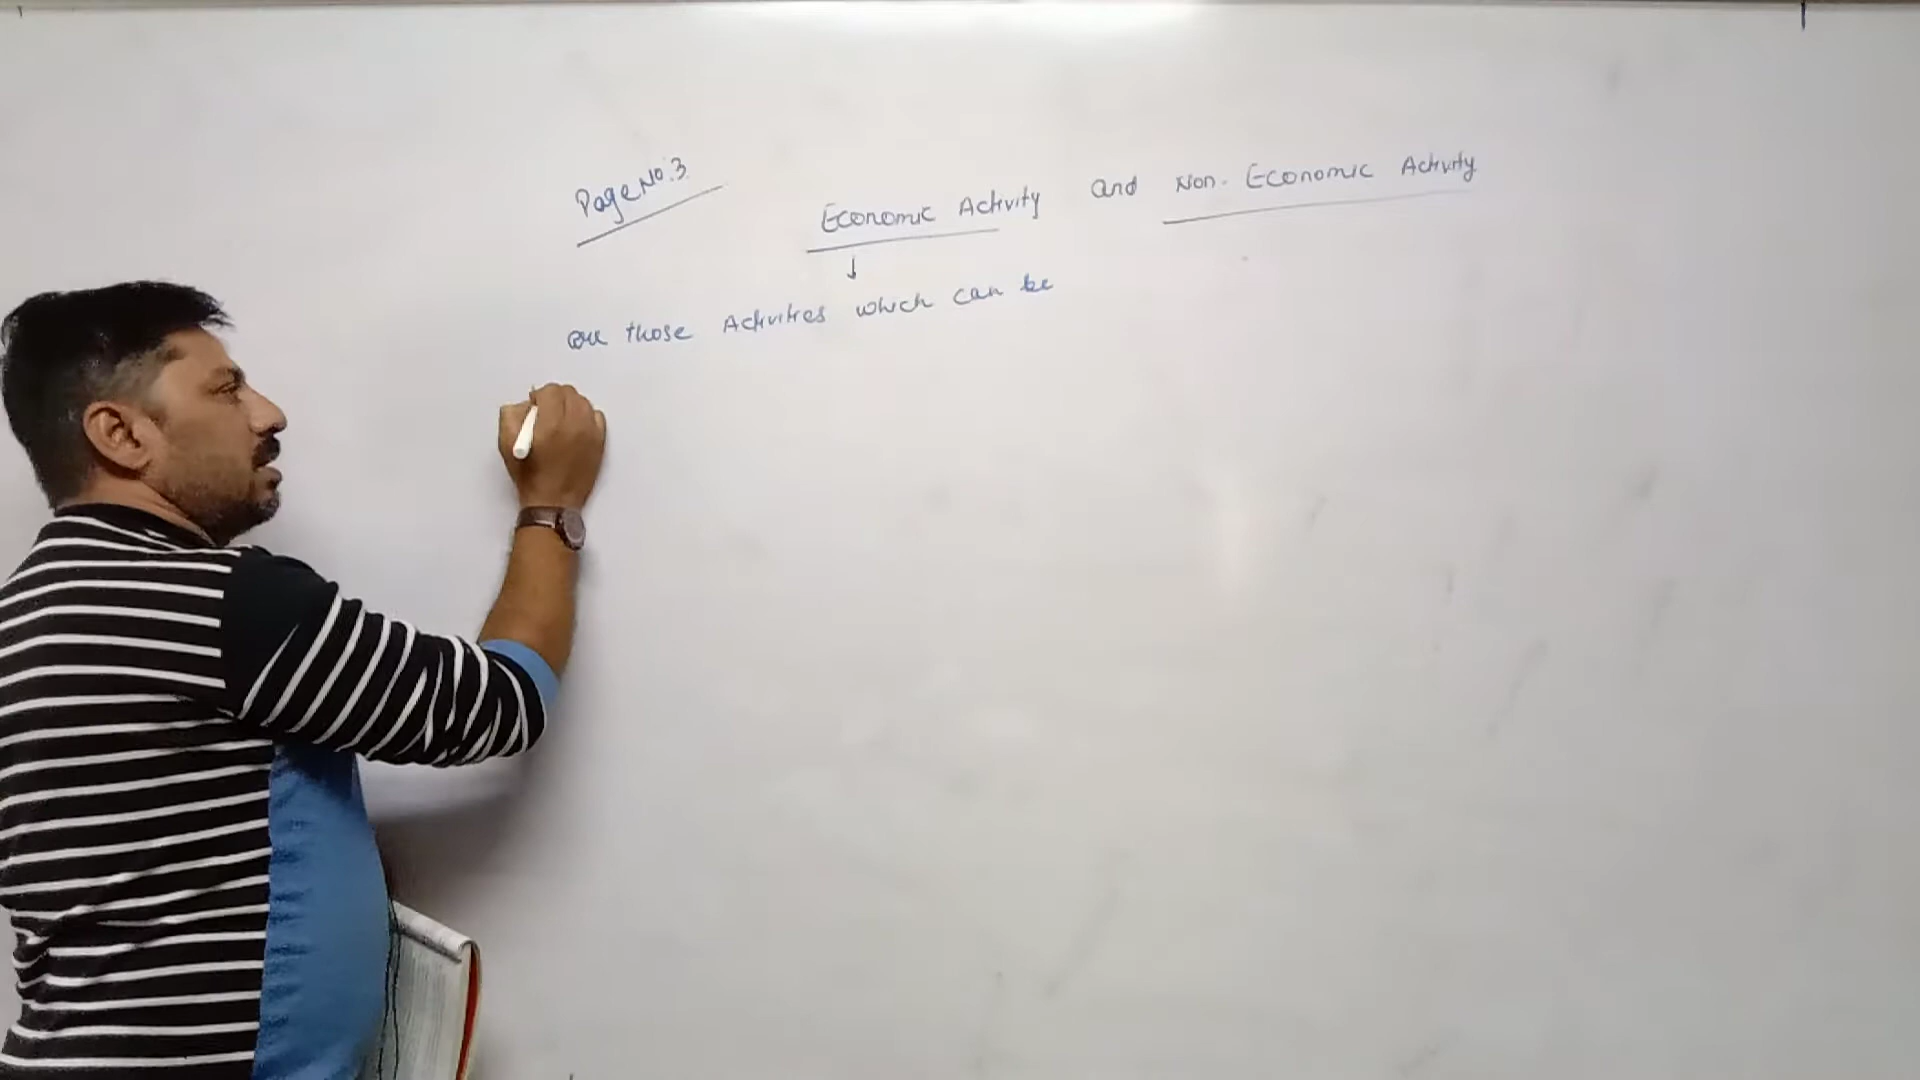 Page No: 3
Economic Activity and Non-Economic Activity
are those Activities which can be